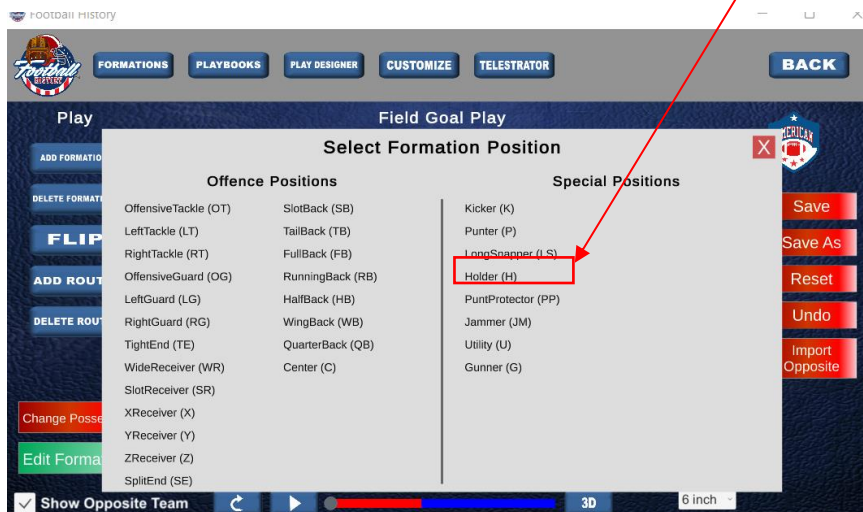 Football History
Football
HISTORY
FORMATIONS
PLAYBOOKS
PLAY DESIGNER
CUSTOMIZE
TELESTRATOR
BACK
Play
Field Goal Play
Select Formation Position
X
ADD FORMATIO
DELETE FORMATI
FLIP
ADD ROUT
DELETE ROUT
Change Posse
Edit Forma
Offence Positions
OffensiveTackle (OT)
LeftTackle (LT)
RightTackle (RT)
OffensiveGuard (OG)
LeftGuard (LG)
RightGuard (RG)
TightEnd (TE)
WideReceiver (WR)
SlotReceiver (SR)
XReceiver (X)
YReceiver (Y)
ZReceiver (Z)
SplitEnd (SE)
SlotBack (SB)
TailBack (TB)
FullBack (FB)
RunningBack (RB)
HalfBack (HB)
WingBack (WB)
QuarterBack (QB)
Center (C)
Special Positions
Kicker (K)
Punter (P)
LongSnapper (LS)
Holder (H)
PuntProtector (PP)
Jammer (JM)
Utility (U)
Gunner (G)
Save
Save As
Reset
Undo
Import
Opposite
Show Opposite Team
3D
6 inch